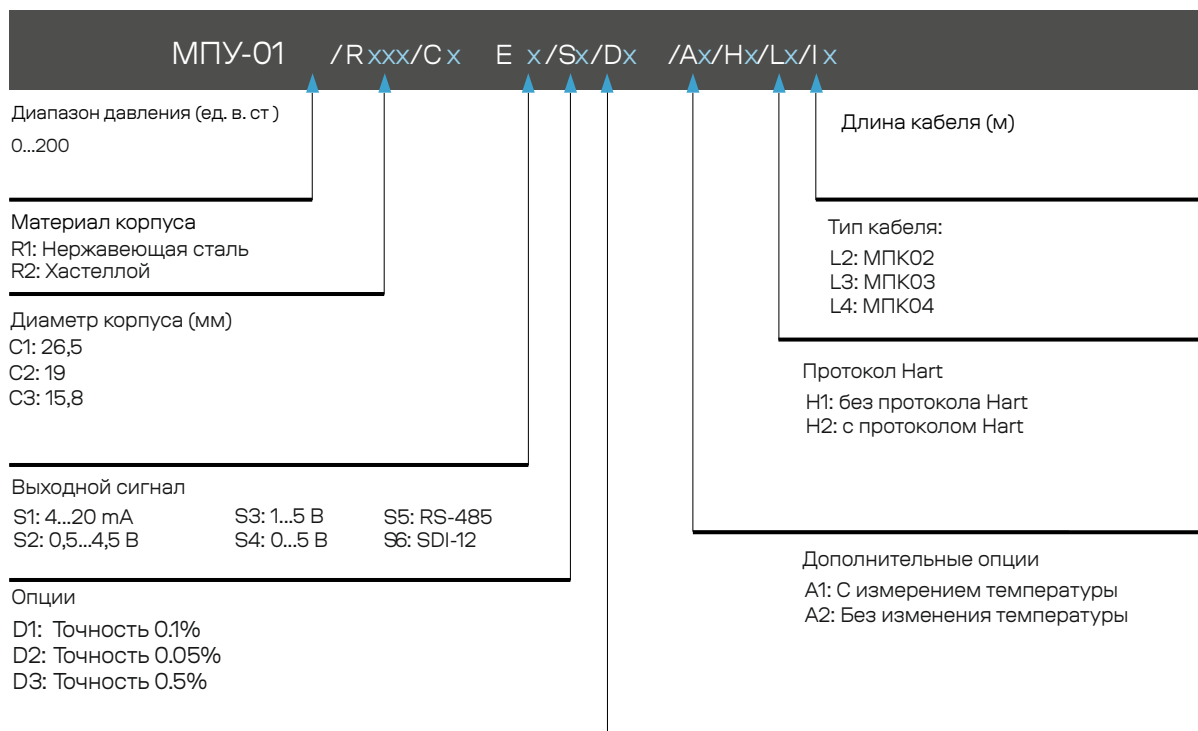 МПУ-01 /R xxx/C x E x/Sx/Dx /Ax/Hx/Lx/I x
Диапазон давления (ед. в. ст )
0...200
Материал корпуса
R1: Нержавеющая сталь
R2: Хастеллой
Диаметр корпуса (мм)
C1: 26,5
C2: 19
C3: 15,8
Выходной сигнал
S1: 4...20 mA S3: 1...5 В S5: RS-485
S2: 0,5...4,5 В S4: 0...5 В S6: SDI-12
Опции
D1: Точность 0.1%
D2: Точность 0.05%
D3: Точность 0.5%
Длина кабеля (м)
Тип кабеля:
L2: МПК02
L3: МПК03
L4: МПК04
Протокол Hart
H1: без протокола Hart
H2: с протоколом Hart
Дополнительные опции
A1: С измерением температуры
A2: Без изменения температуры